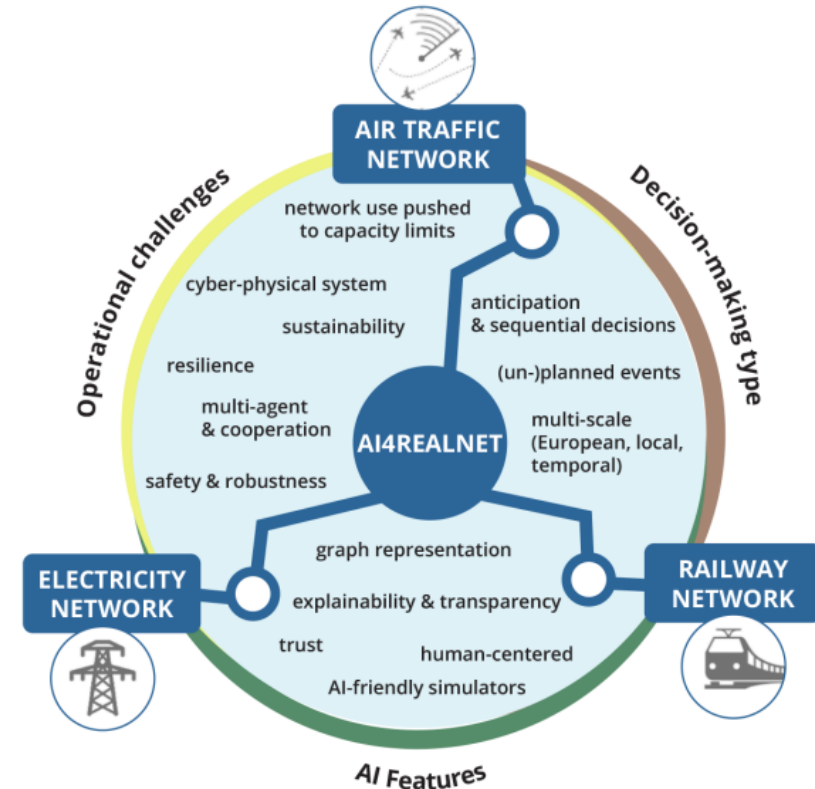 AIR TRAFFIC
NETWORK
Operational challenges
Decision-making type
network use pushed
to capacity limits
cyber-physical system
sustainability
resilience
multi-agent
& cooperation
safety & robustness
anticipation
& sequential decisions
(un-)planned events
multi-scale
(European, local,
temporal)
AI4REALNET
graph representation
explainability & transparency
trust
human-centered
AI-friendly simulators
ELECTRICITY
NETWORK
RAILWAY
NETWORK
AI Features